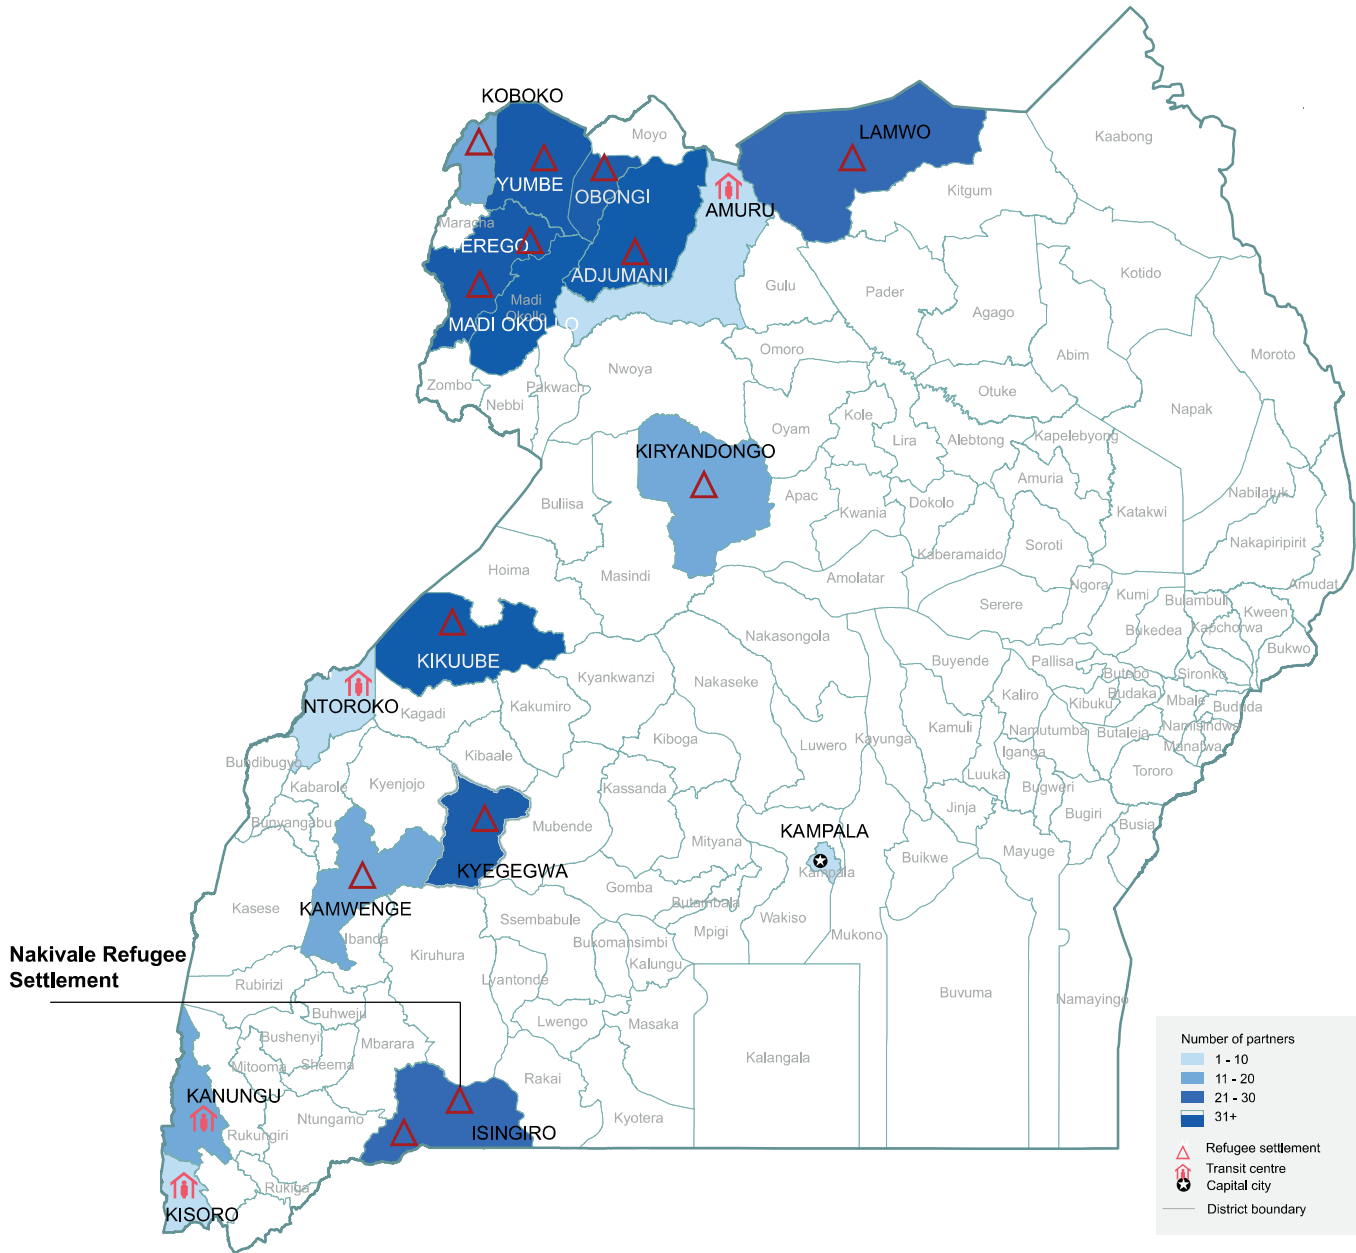 KOBOKO
Moyo
LAMWO
Kaabong
YUMBE
OBONGI
AMURU
Kitgum
Maracha
TEREGO
ADJUMANI
Gulu
Pader
Kotido
Madi
Okollo
MADI OKOLLO
Agago
Omoro
Abim
Moroto
Zombo
Nebbi
Pakwach
Nwoya
Otuke
Napak
Kole
Oyam
Lira
Alebtong
Kapelebyong
KIRYANDONGO
Amuria
Buliisa
Apac
Kwania
Dokolo
Katakwi
Nabilatuk
Kaberamaido
Soroti
Nakapiripirit
Hoima
Masindi
Amolatar
Ngora
Kumi
Amudat
Serere
Bulambuli
Kween
Bukedea
Kapchorwa
Bukwo
Nakasongola
KIKUUBE
Kyankwanzi
Nakaseke
Buyende
Pallisa
Butebo
Sironko
Kaliro
Kibuku
Budaka
Mbale
Bududa
NTOROKO
Kagadi
Kakumiro
Kamuli
Namutumba
Butaleja
Namisindwa
Manafwa
Kiboga
Luwero
Kayunga
Iganga
Bundibugyo
Kibaale
Luuka
Tororo
Kabarole
Kyenjojo
Kassanda
Bugweri
Jinja
Bugiri
Bunyangabu
Mubende
KAMPALA
Busia
Mityana
Buikwe
Mayuge
KYEGEGWA
Kampala
Gomba
Butambala
KAMWENGE
Kasese
Ssembabule
Wakiso
Mpigi
Mukono
Ibanda
Kiruhura
Bukomansimbi
Kalungu
Nakivale Refugee
Settlement
Rubirizi
Lyantonde
Buvuma
Namayingo
Buhweju
Lwengo
Masaka
Bushenyi
Mbarara
Mitooma
Sheema
Kalangala
Rakai
KANUNGU
Ntungamo
Kyotera
Rukungiri
ISINGIRO
Rukiga
KISORO
Number of partners
1 - 10
11 - 20
21 - 30
31+
Refugee settlement
Transit centre
Capital city
District boundary